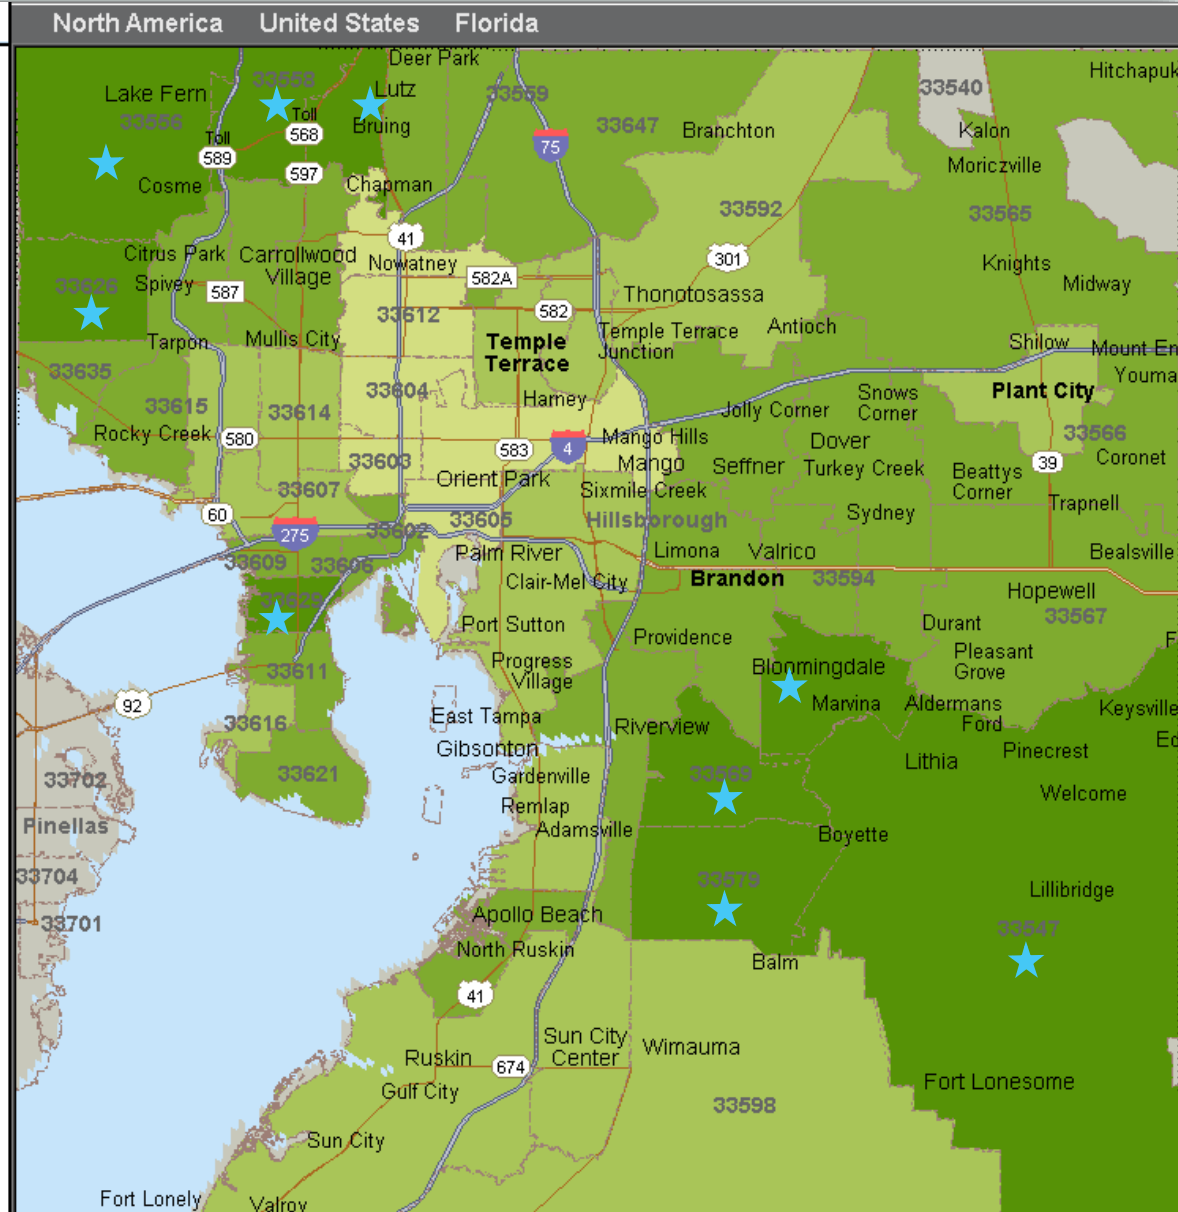 North America United States Florida
Deer Park
Hitchapuk
33558
33540
Lake Fern
Lutz
33559
33556
Toll
568
Bruing
33647
Branchton
Kalon
Toll
589
75
Moriczville
597
Cosme
Chapman
33592
33565
41
Citrus Park
Carrollwood
Village
Nowatney
301
Knights
33626
Spivey
587
582A
Midway
Thonotosassa
33612
582
Temple Terrace
Junction
Antioch
Tarpon
Mullis City
Temple
Terrace
Shilow
Mount En
33635
Youma
33604
Plant City
Harney
Snows
Corner
33615
33614
Jolly Corner
Rocky Creek
580
583
4
Mango Hills
Dover
33566
33603
Mango
Seffner
Turkey Creek
39
Coronet
Orient Park
Beattys
Corner
33607
Sixmile Creek
Trapnell
60
33605
Hillsborough
Sydney
275
33602
Palm River
Limona
Valrico
Bealsville
33609
33606
Clair-Mel City
Brandon
33594
Hopewell
33629
33567
Port Sutton
Providence
Durant
F
Progress
Village
Bloomingdale
Pleasant
Grove
33611
92
Marvina
Aldermans
Ford
Keysville
33616
East Tampa
Riverview
Ed
Gibsonton
Pinecrest
Lithia
33702
33621
Gardenville
33569
Welcome
Remlap
Pinellas
Adamsville
Boyette
33704
33579
Lillibridge
33701
Apollo Beach
33547
North Ruskin
Balm
41
Sun City
Center
Wimauma
Ruskin
674
Gulf City
Fort Lonesome
33598
Sun City
Fort Lonely
Valroy